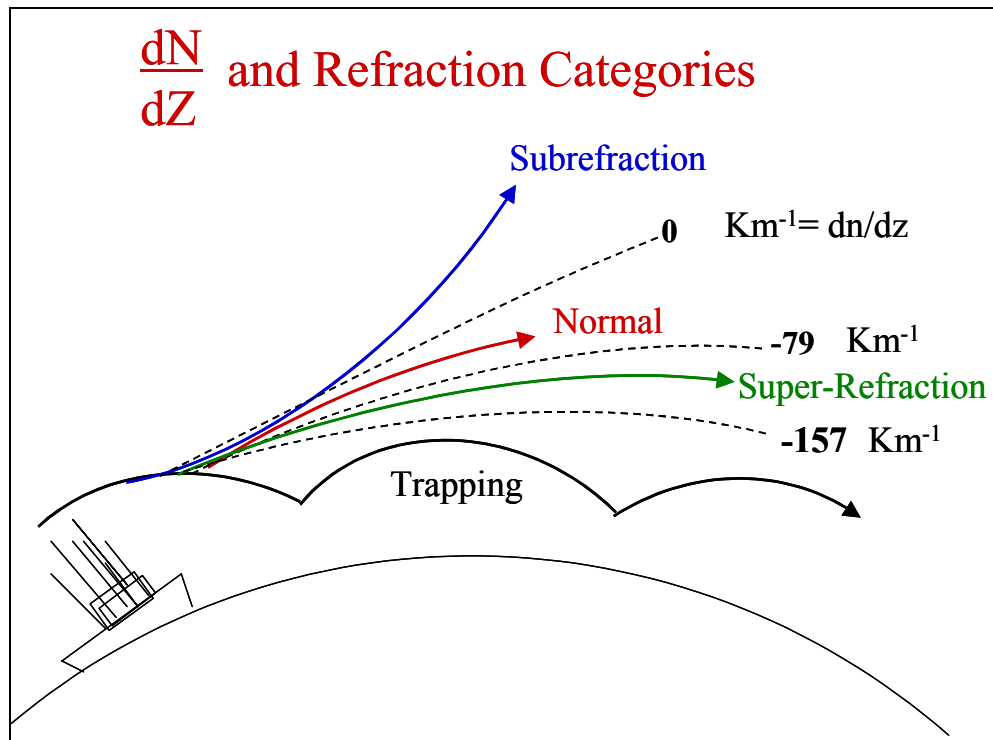 dN
dZ
and Refraction Categories
Subrefraction
0 Km⁻¹= dn/dz
Normal
-79 Km⁻¹
Super-Refraction
-157 Km⁻¹
Trapping